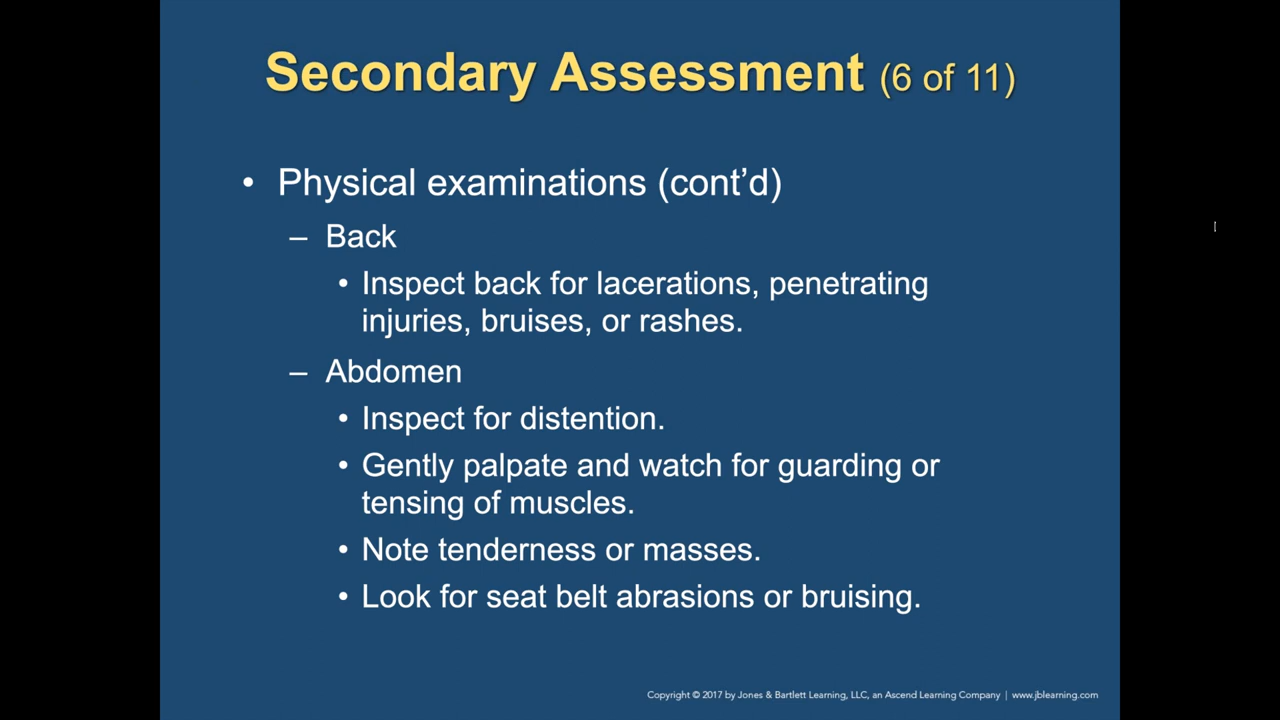 Secondary Assessment (6 of 11)
• Physical examinations (cont’d)
– Back
• Inspect back for lacerations, penetrating
injuries, bruises, or rashes.
– Abdomen
• Inspect for distention.
• Gently palpate and watch for guarding or
tensing of muscles.
• Note tenderness or masses.
• Look for seat belt abrasions or bruising.
Copyright © 2017 by Jones & Bartlett Learning, LLC, an Ascend Learning Company | www.jblearning.com